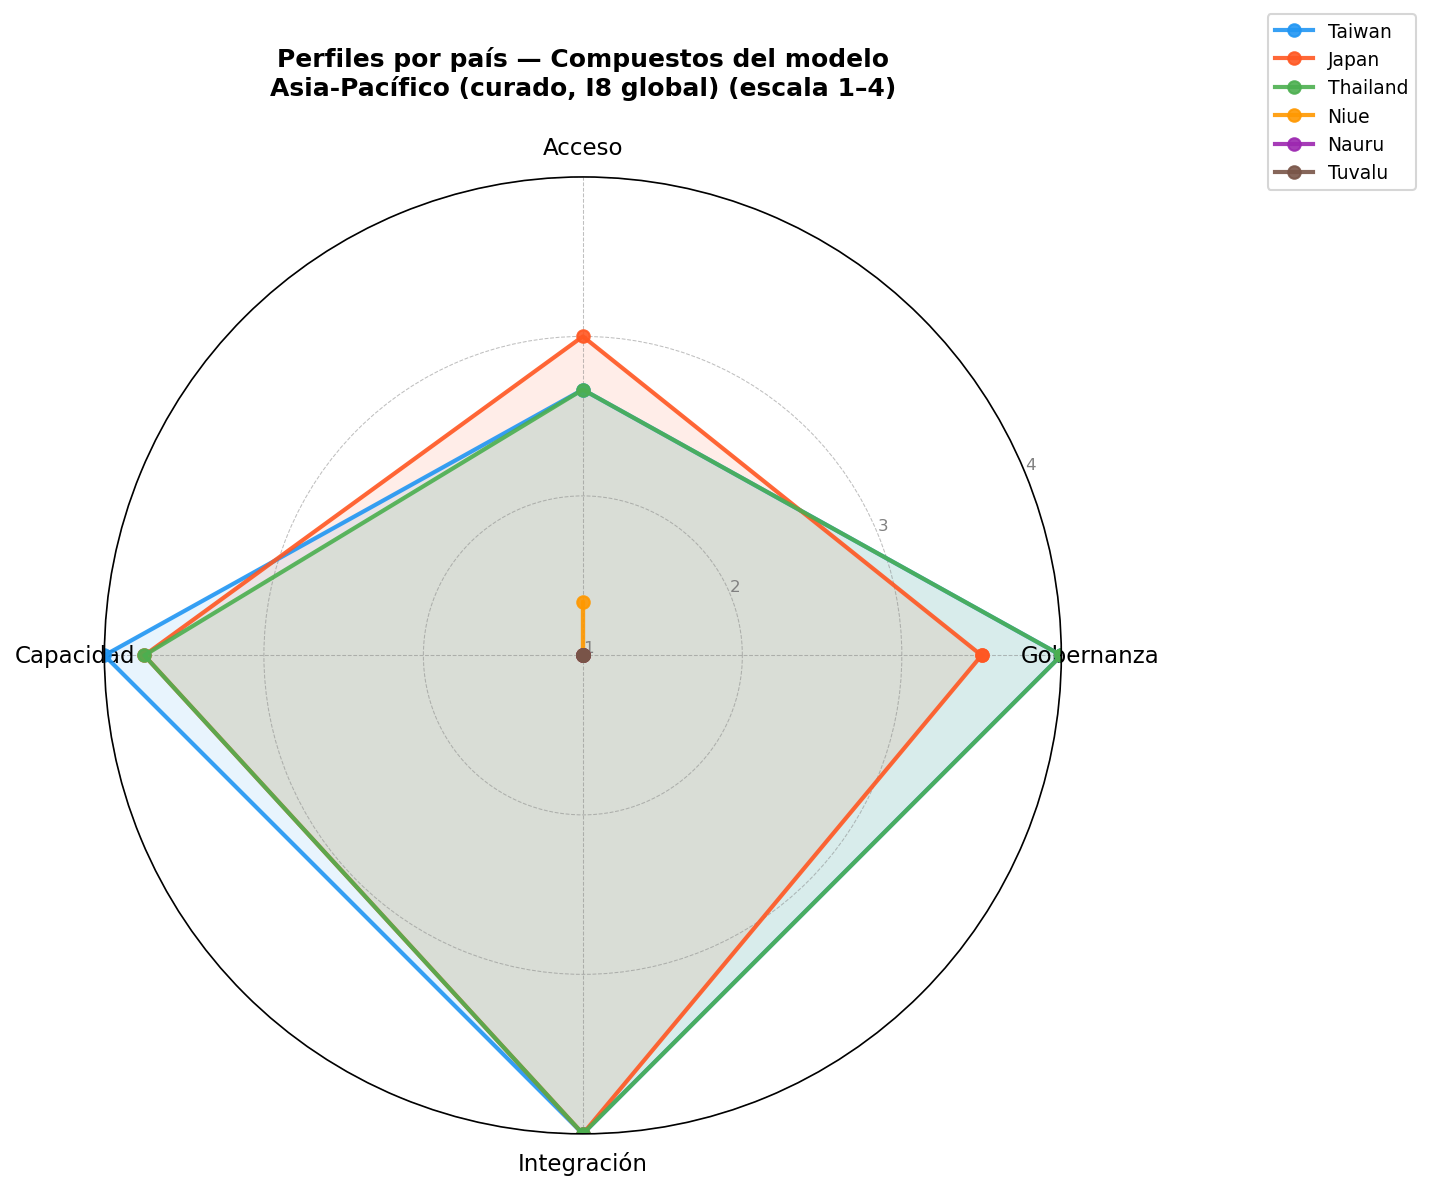 Perfiles por país — Compuestos del modelo
Asia-Pacífico (curado, I8 global) (escala 1–4)
Taiwan
Japan
Thailand
Niue
Nauru
Tuvalu
Acceso
4
3
2
1
Capacidad
Gobernanza
Integración